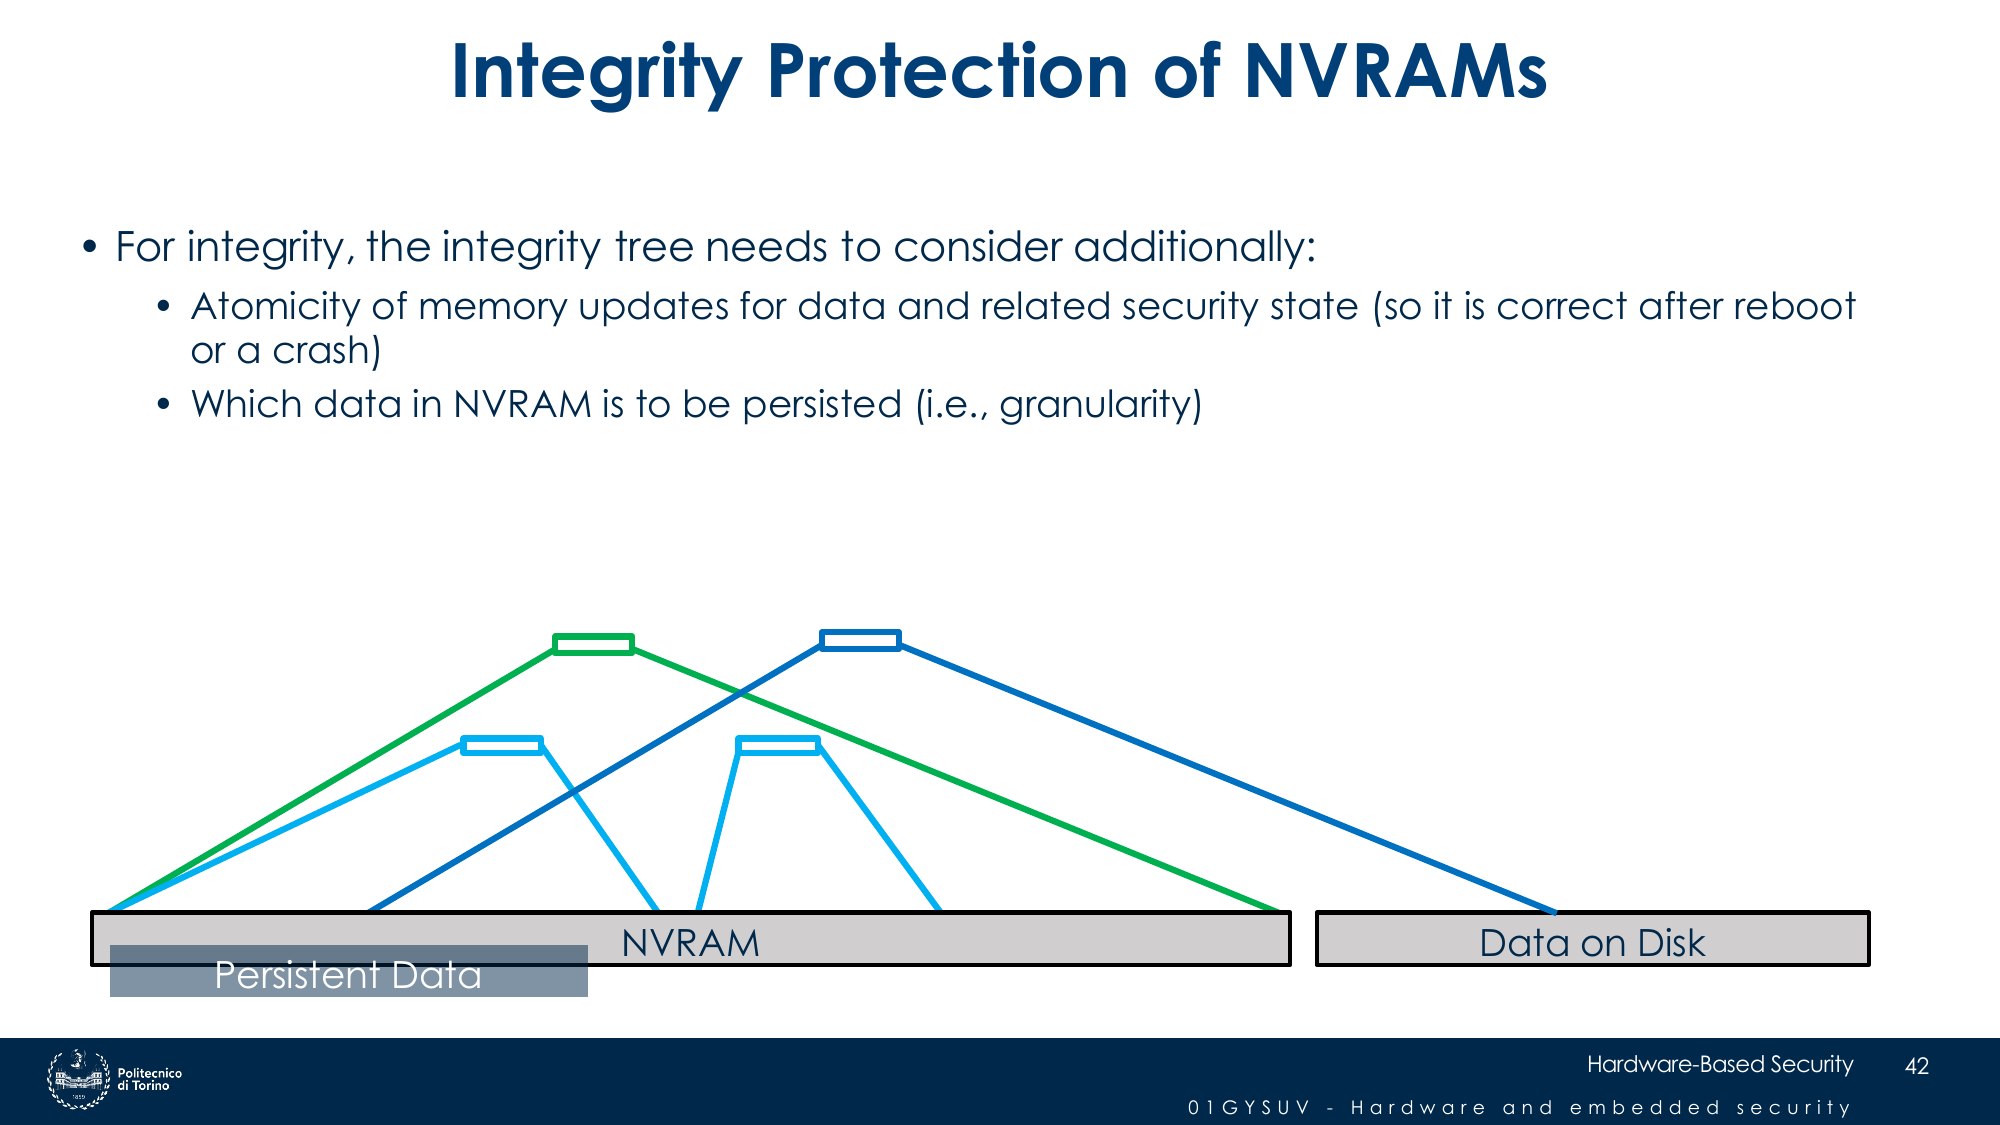 Integrity Protection of NVRAMs
• For integrity, the integrity tree needs to consider additionally:
• Atomicity of memory updates for data and related security state (so it is correct after reboot
or a crash)
• Which data in NVRAM is to be persisted (i.e., granularity)
NVRAM
Data on Disk
Persistent Data
Politecnico
di Torino
1859
Hardware-Based Security
42
01GYSUV - Hardware and embedded security